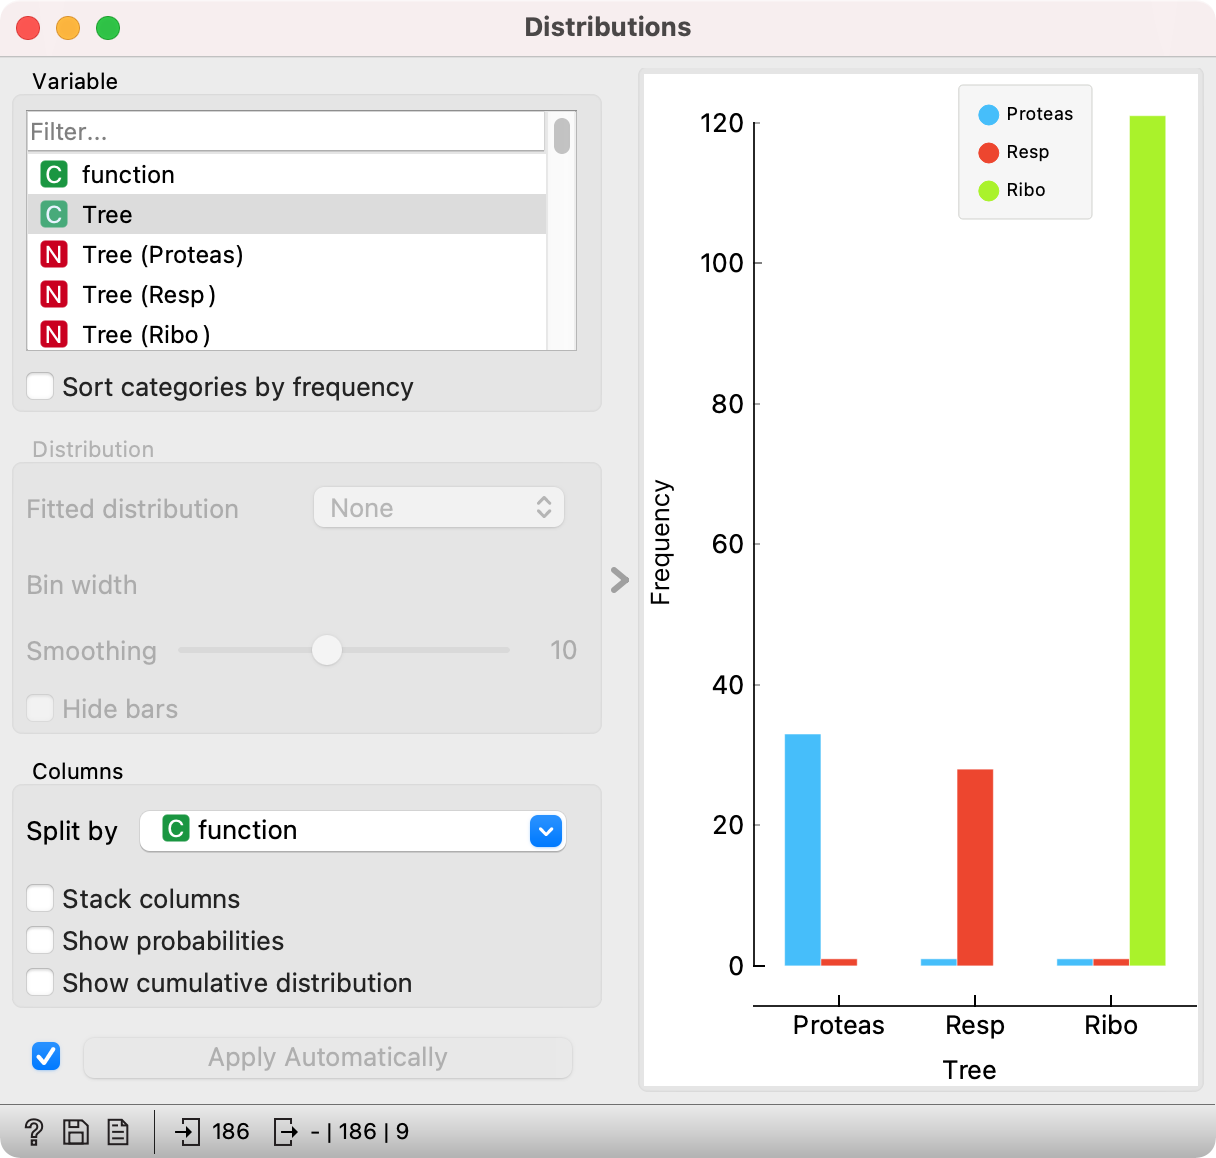 Distributions
Variable
Filter...
C function
C Tree
N Tree (Proteas)
N Tree (Resp)
N Tree (Ribo)
Sort categories by frequency
Distribution
Fitted distribution None
Bin width
Smoothing 10
Hide bars
Columns
Split by C function
Stack columns
Show probabilities
Show cumulative distribution
Apply Automatically
? 186 - | 186 | 9
Proteas
Resp
Ribo
120
100
80
60
40
20
0
Frequency
Proteas Resp Ribo
Tree